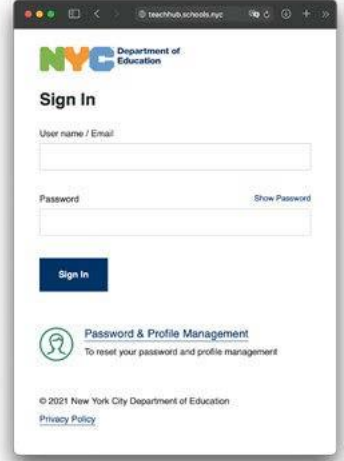 teachhub.schools.nyc
NYC Department of
Education
Sign In
User name / Email
Password Show Password
Sign In
Password & Profile Management
To reset your password and profile management
© 2021 New York City Department of Education
Privacy Policy